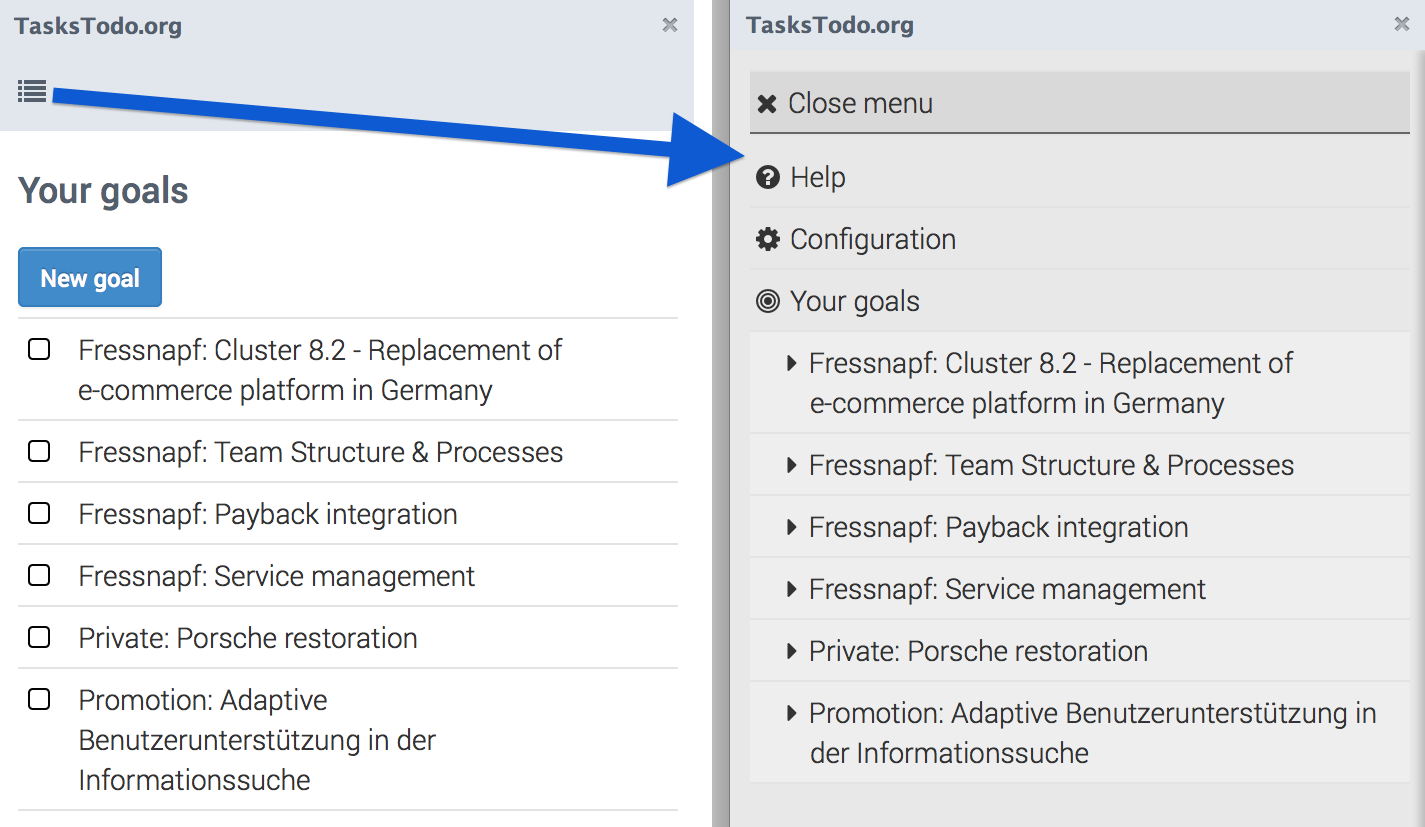 TasksTodo.org
Your goals
New goal
Fressnapf: Cluster 8.2 - Replacement of
e-commerce platform in Germany
Fressnapf: Team Structure & Processes
Fressnapf: Payback integration
Fressnapf: Service management
Private: Porsche restoration
Promotion: Adaptive
Benutzerunterstützung in der
Informationssuche
TasksTodo.org
Close menu
Help
Configuration
Your goals
Fressnapf: Cluster 8.2 - Replacement of
e-commerce platform in Germany
Fressnapf: Team Structure & Processes
Fressnapf: Payback integration
Fressnapf: Service management
Private: Porsche restoration
Promotion: Adaptive Benutzerunterstützung in
der Informationssuche